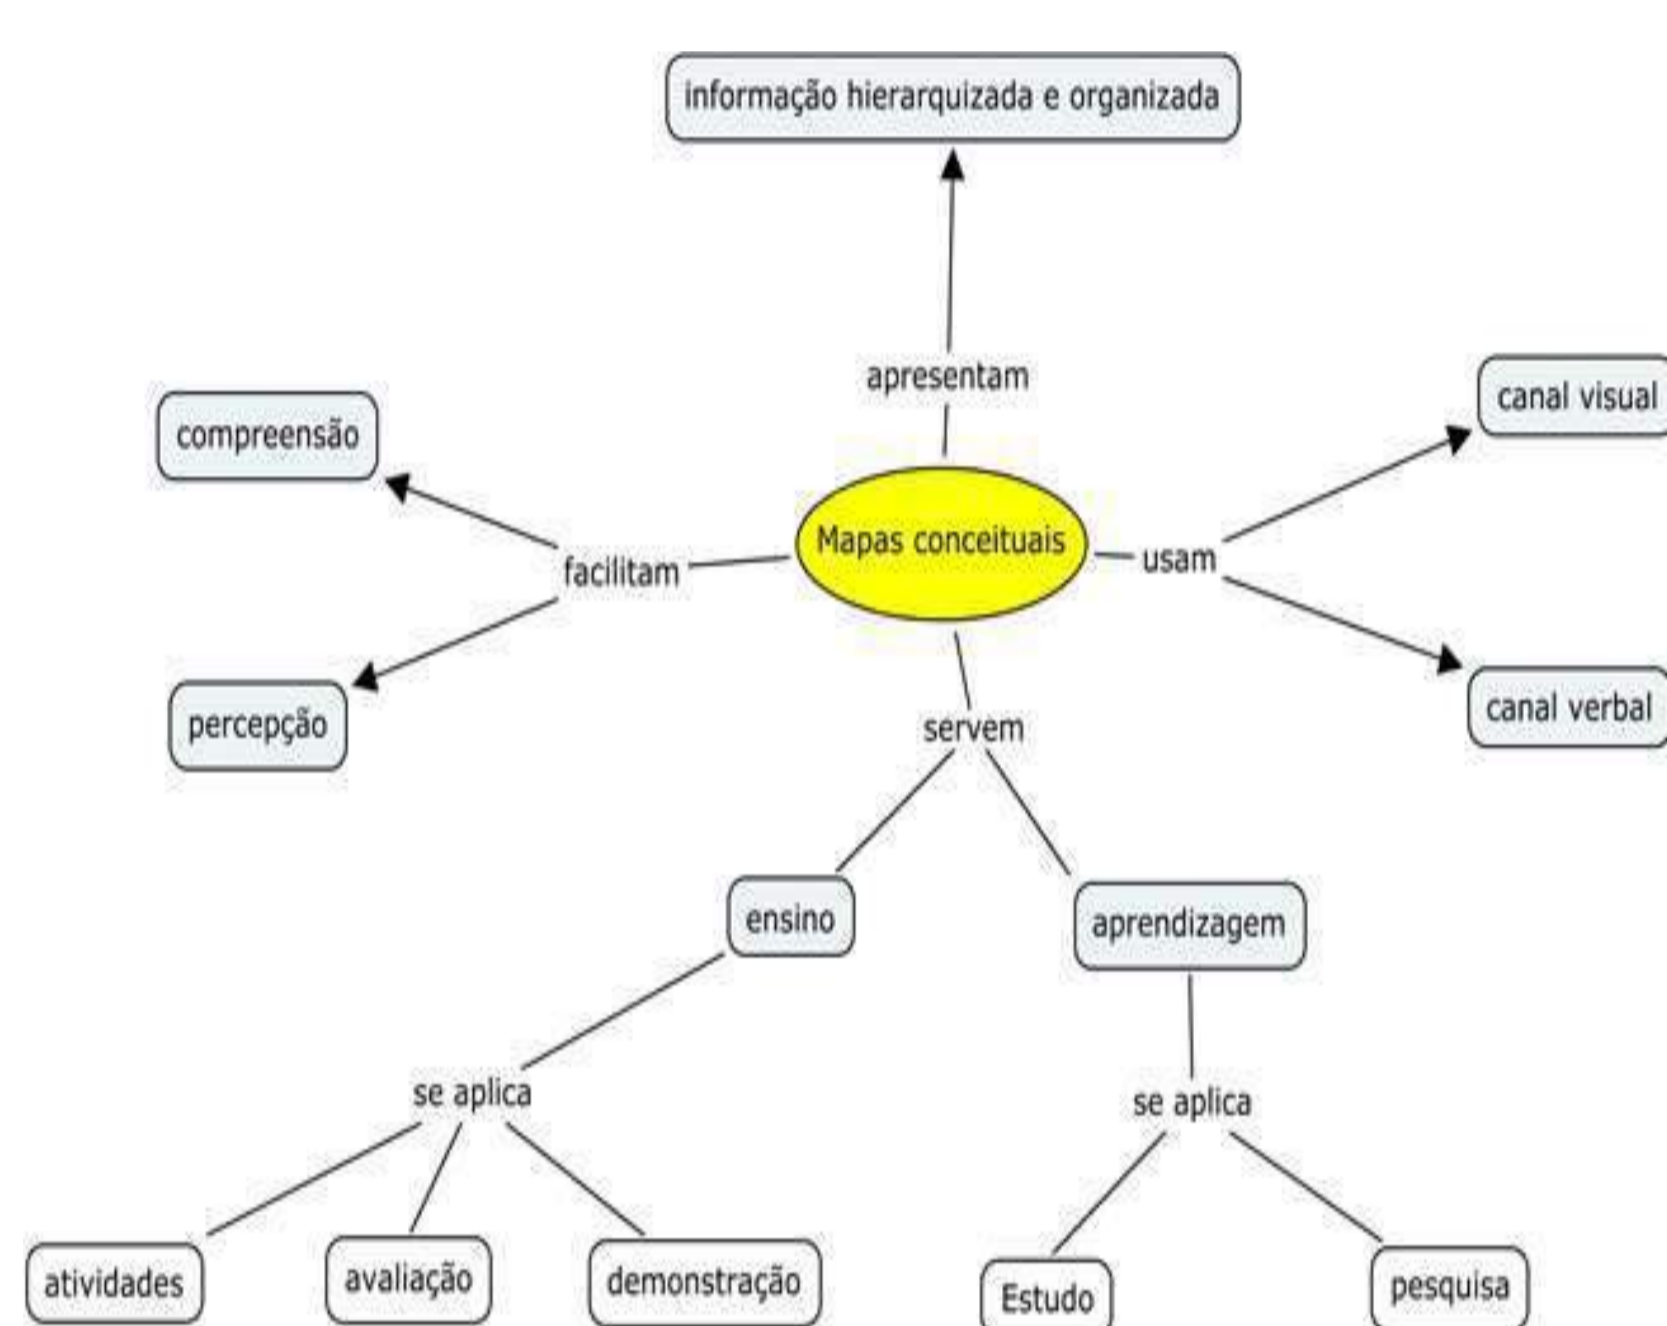 informação hierarquizada e organizada
apresentam
canal visual
compreensão
Mapas conceituais
usam
facilitam
percepção
canal verbal
servem
ensino
aprendizagem
se aplica
se aplica
atividades
avaliação
demonstração
Estudo
pesquisa